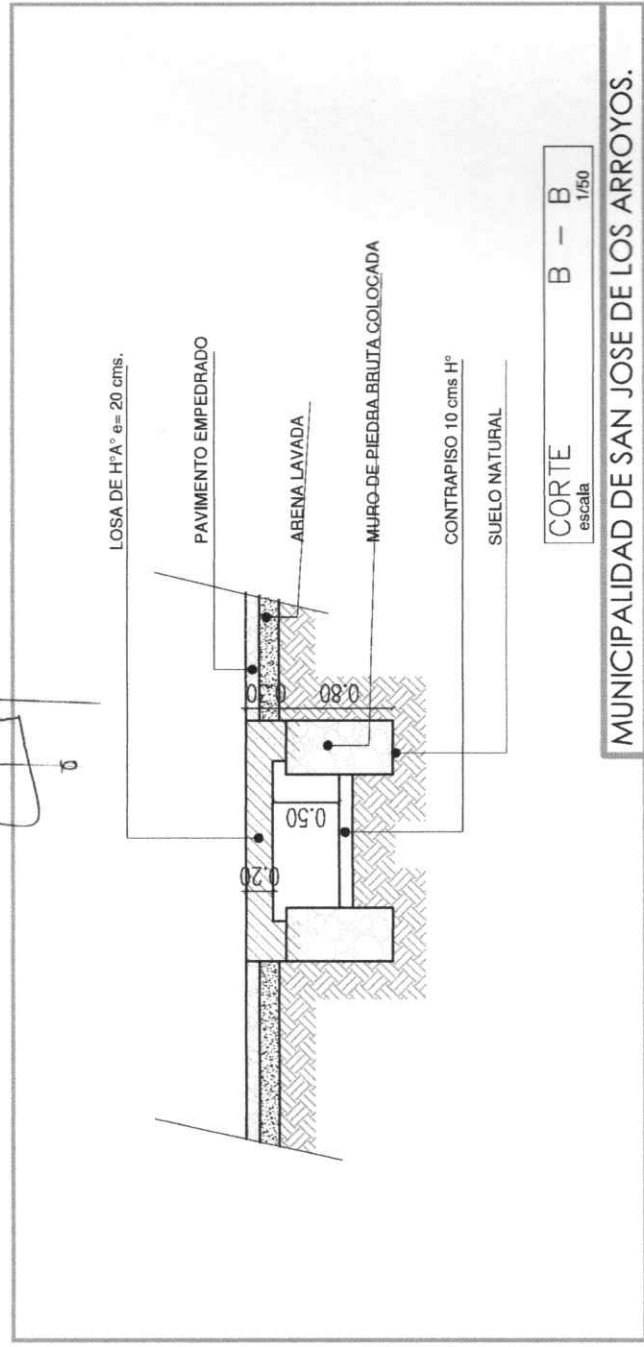 LOSA DE H°A° e= 20 cms.
PAVIMENTO EMPEDRADO
ARENA LAVADA
MURO DE PIEDRA BRUTA COLOCADA
CONTRAPISO 10 cms H°
SUELO NATURAL
0.20
0.50
0.30
0.80
CORTE B - B
escala 1/50
MUNICIPALIDAD DE SAN JOSE DE LOS ARROYOS.